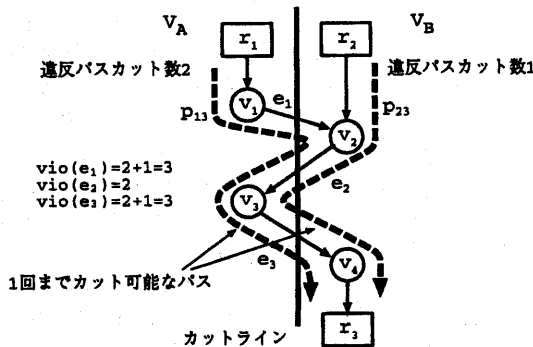 V_A
V_B
r_1
r_2
違反パスカット数2
違反パスカット数1
v_1
e_1
p_13
p_23
v_2
vio(e_1)=2+1=3
vio(e_2)=2
vio(e_3)=2+1=3
e_2
v_3
e_3
v_4
1回までカット可能なパス
カットライン
r_3